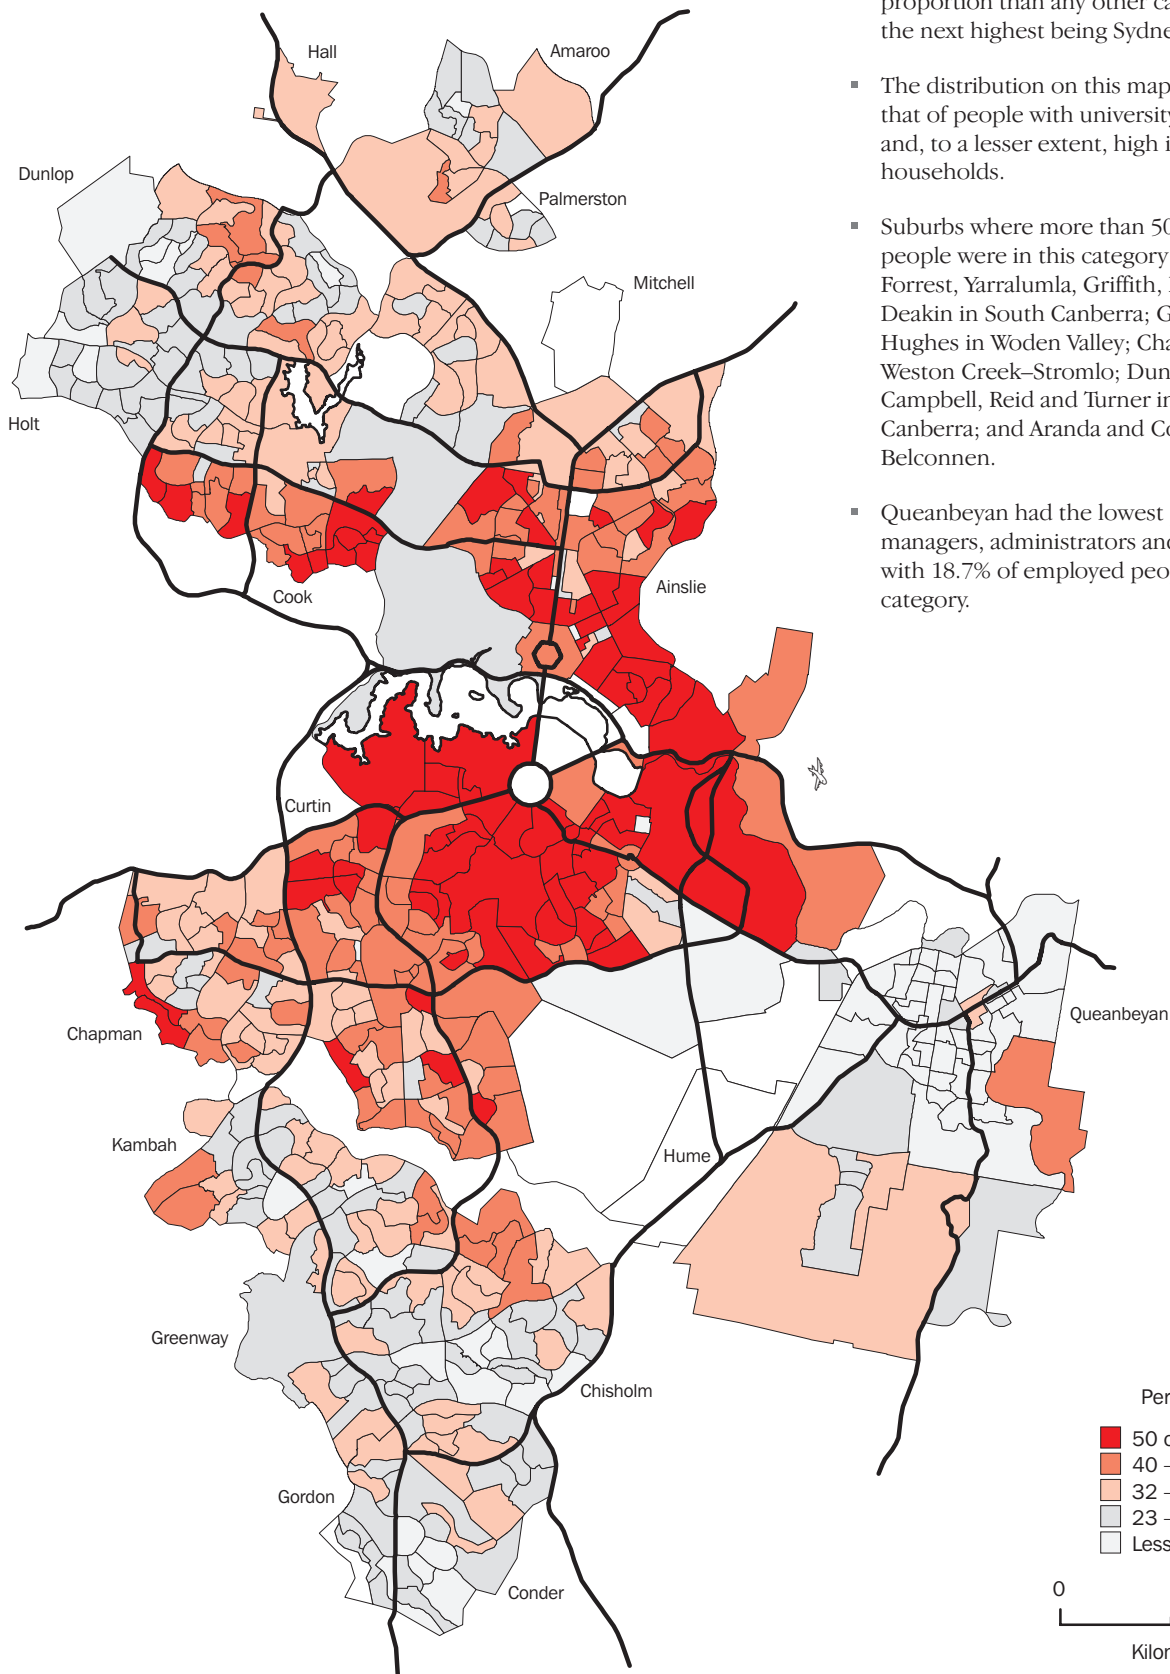 proportion than any other ca
the next highest being Sydne
▪ The distribution on this map
that of people with university
and, to a lesser extent, high i
households.
▪ Suburbs where more than 50
people were in this category
Forrest, Yarralumla, Griffith,
Deakin in South Canberra; G
Hughes in Woden Valley; Cha
Weston Creek–Stromlo; Dun
Campbell, Reid and Turner in
Canberra; and Aranda and Co
Belconnen.
▪ Queanbeyan had the lowest
managers, administrators and
with 18.7% of employed peo
category.
Hall
Amaroo
Dunlop
Palmerston
Mitchell
Holt
Cook
Ainslie
Curtin
Chapman
Queanbeyan
Kambah
Hume
Greenway
Chisholm
Gordon
Conder
Per
50 o
40 –
32 –
23 –
Less
0
Kilon